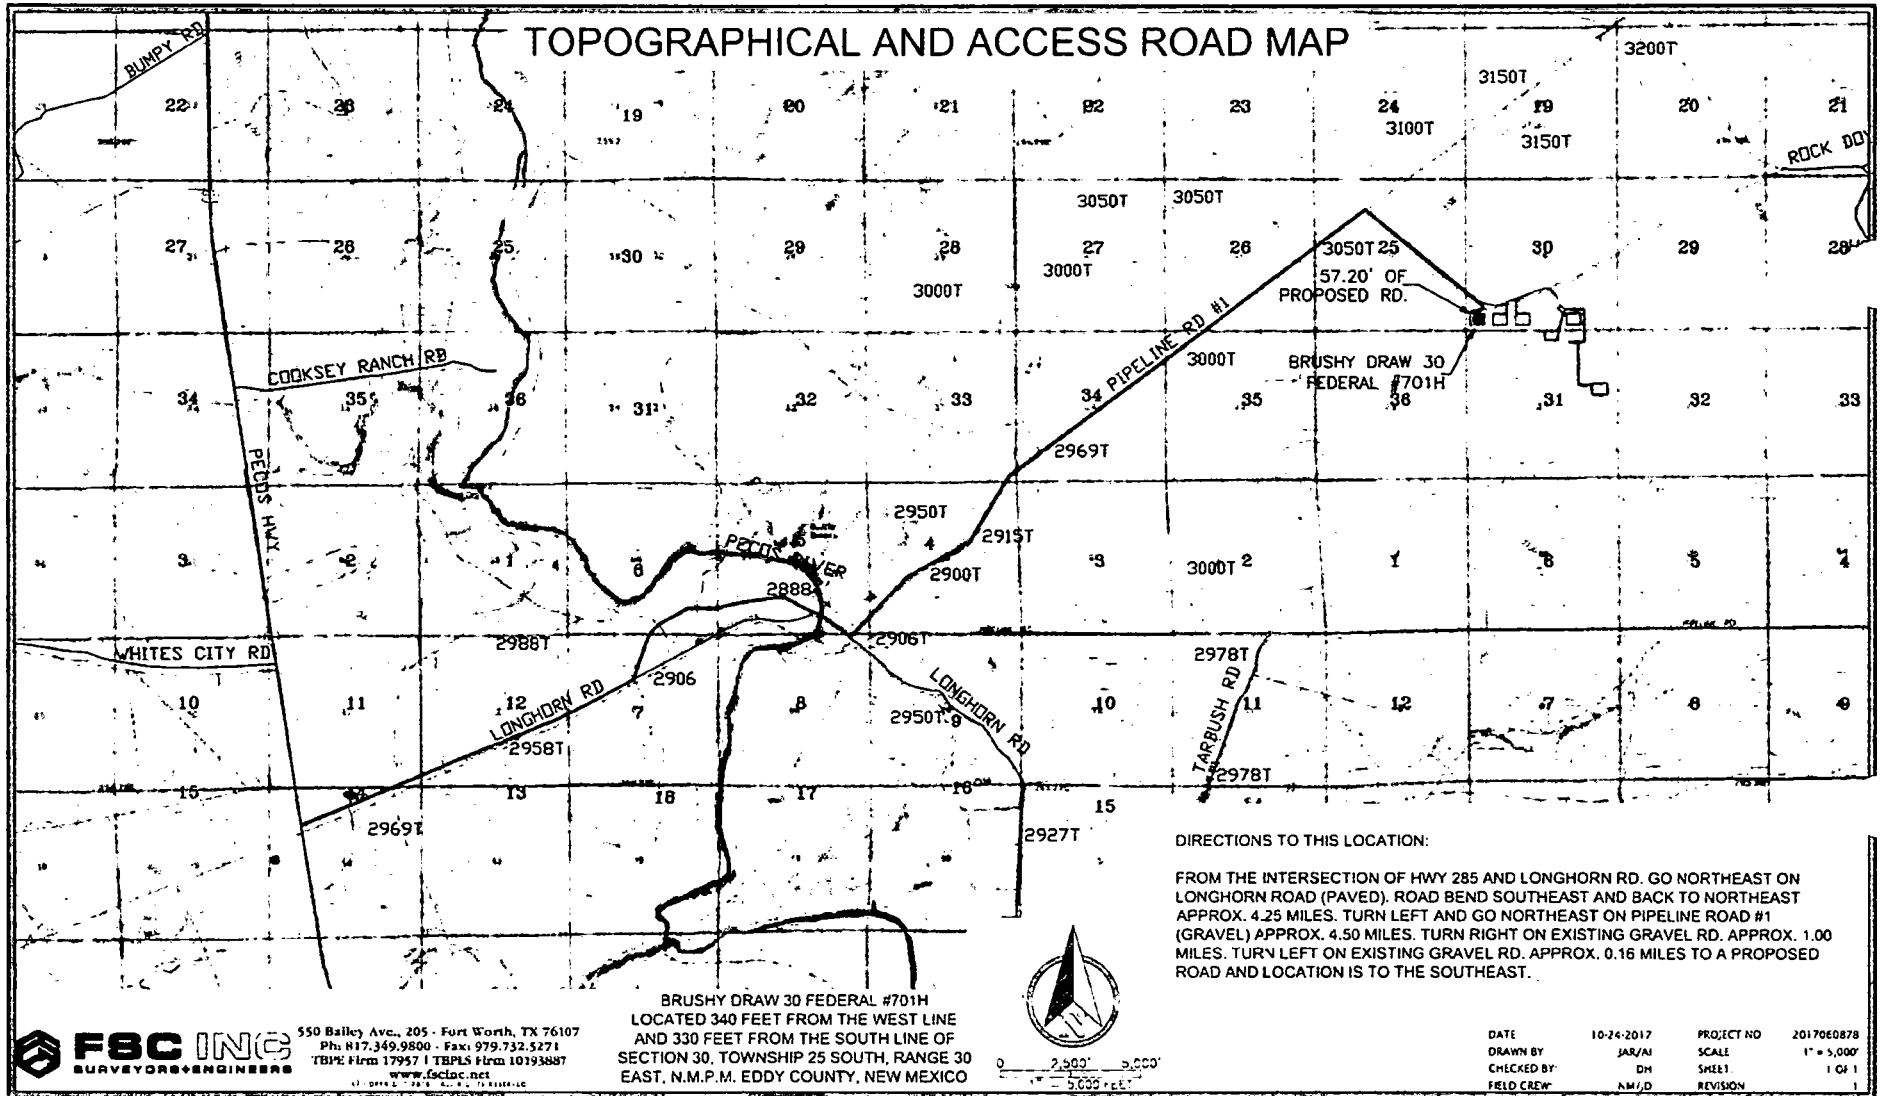 TOPOGRAPHICAL AND ACCESS ROAD MAP
BUMPY RD
3200T
3150T
22
23
24
19
20
21
22
23
24
19
20
21
3100T
3150T
ROCK DO
3050T
3050T
27
26
25
30
29
28
27
26
3050T
25
30
29
28
3000T
3000T
57.20' OF
PROPOSED RD.
PIPELINE RD #1
3000T
COOKSEY RANCH RD
BRUSHY DRAW 30
FEDERAL #701H
34
35
36
31
32
33
34
35
36
31
32
33
2969T
PECOS HWY
2950T
2915T
PECOS RIVER
3
2
1
6
4
3
3000T
2
1
6
5
4
2900T
2888
2988T
2906T
WHITES CITY RD
2978T
2906
LONGHORN RD
LONGHORN RD
TARBUSH RD
10
11
12
7
8
2950T
9
10
11
12
7
8
9
2958T
2978T
15
13
18
17
16
15
2969T
2927T
DIRECTIONS TO THIS LOCATION:
FROM THE INTERSECTION OF HWY 285 AND LONGHORN RD. GO NORTHEAST ON
LONGHORN ROAD (PAVED). ROAD BEND SOUTHEAST AND BACK TO NORTHEAST
APPROX. 4.25 MILES. TURN LEFT AND GO NORTHEAST ON PIPELINE ROAD #1
(GRAVEL) APPROX. 4.50 MILES. TURN RIGHT ON EXISTING GRAVEL RD. APPROX. 1.00
MILES. TURN LEFT ON EXISTING GRAVEL RD. APPROX. 0.16 MILES TO A PROPOSED
ROAD AND LOCATION IS TO THE SOUTHEAST.
FSC INC
SURVEYORS+ENGINEERS
550 Bailey Ave., 205 - Fort Worth, TX 76107
Ph: 817.349.9800 - Fax: 979.732.5271
TBPE Firm 17957 | TBPLS Firm 10193887
www.fscinc.net
BRUSHY DRAW 30 FEDERAL #701H
LOCATED 340 FEET FROM THE WEST LINE
AND 330 FEET FROM THE SOUTH LINE OF
SECTION 30, TOWNSHIP 25 SOUTH, RANGE 30
EAST, N.M.P.M. EDDY COUNTY, NEW MEXICO
0 2,500' 5,000'
1" = 5,000 FEET
DATE 10-24-2017 PROJECT NO 2017060878
DRAWN BY JAR/AI SCALE 1" = 5,000'
CHECKED BY: DH SHEET: 1 OF 1
FIELD CREW: REVISION 1